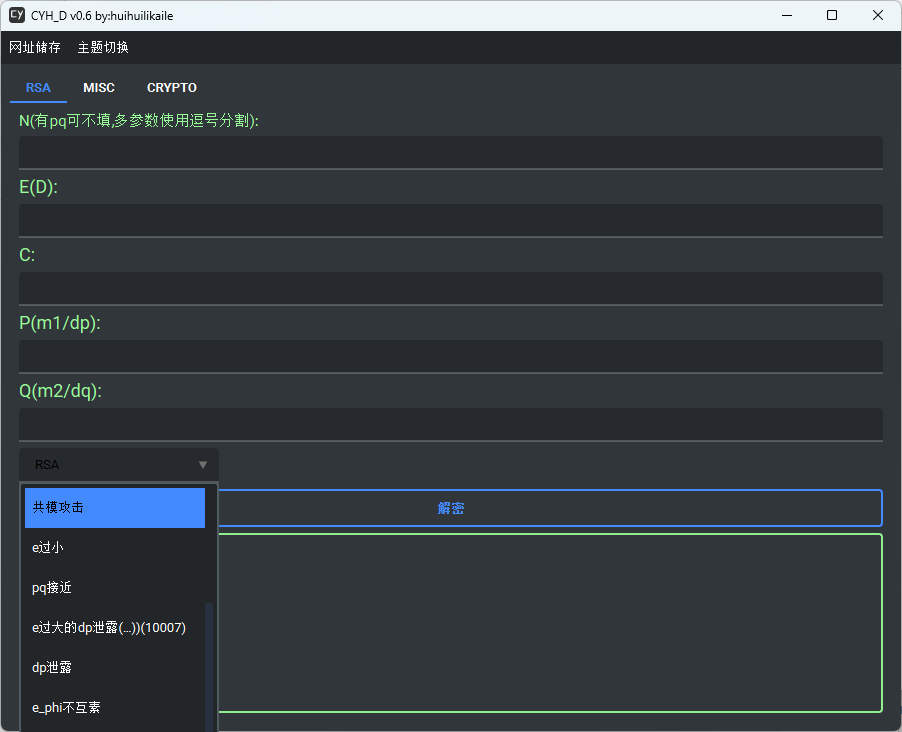 CY CYH_D v0.6 by:huihuilikaile
网址储存 主题切换
RSA MISC CRYPTO
N(有pq可不填,多参数使用逗号分割):
E(D):
C:
P(m1/dp):
Q(m2/dq):
RSA
共模攻击
解密
e过小
pq接近
e过大的dp泄露(...))(10007)
dp泄露
e_phi不互素